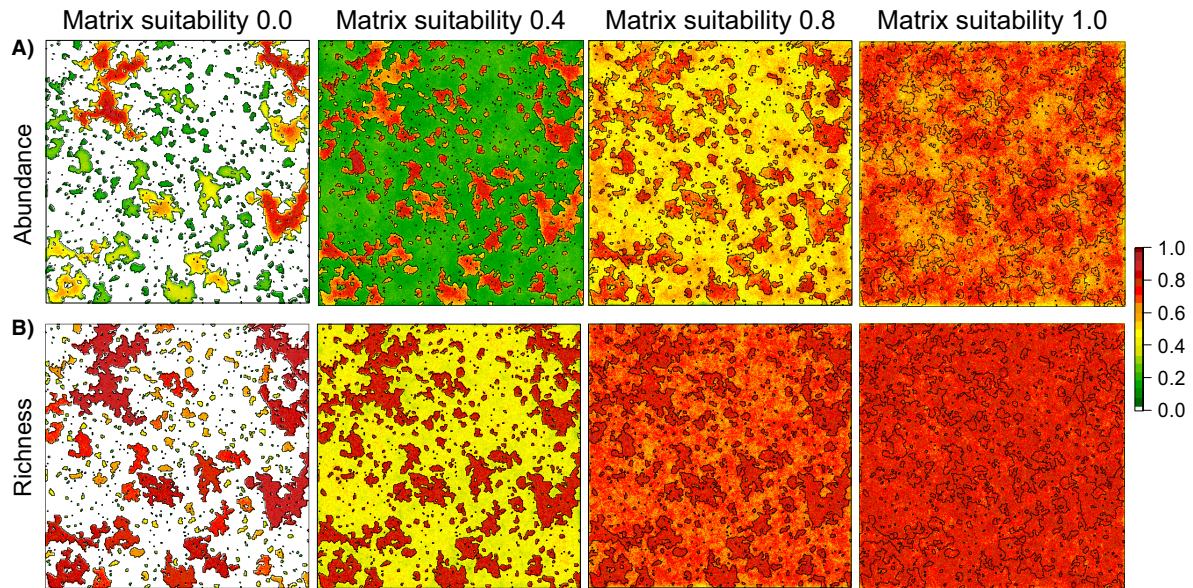 Matrix suitability 0.0 Matrix suitability 0.4 Matrix suitability 0.8 Matrix suitability 1.0
A)
Abundance
1.0
0.8
0.6
0.4
0.2
0.0
B)
Richness